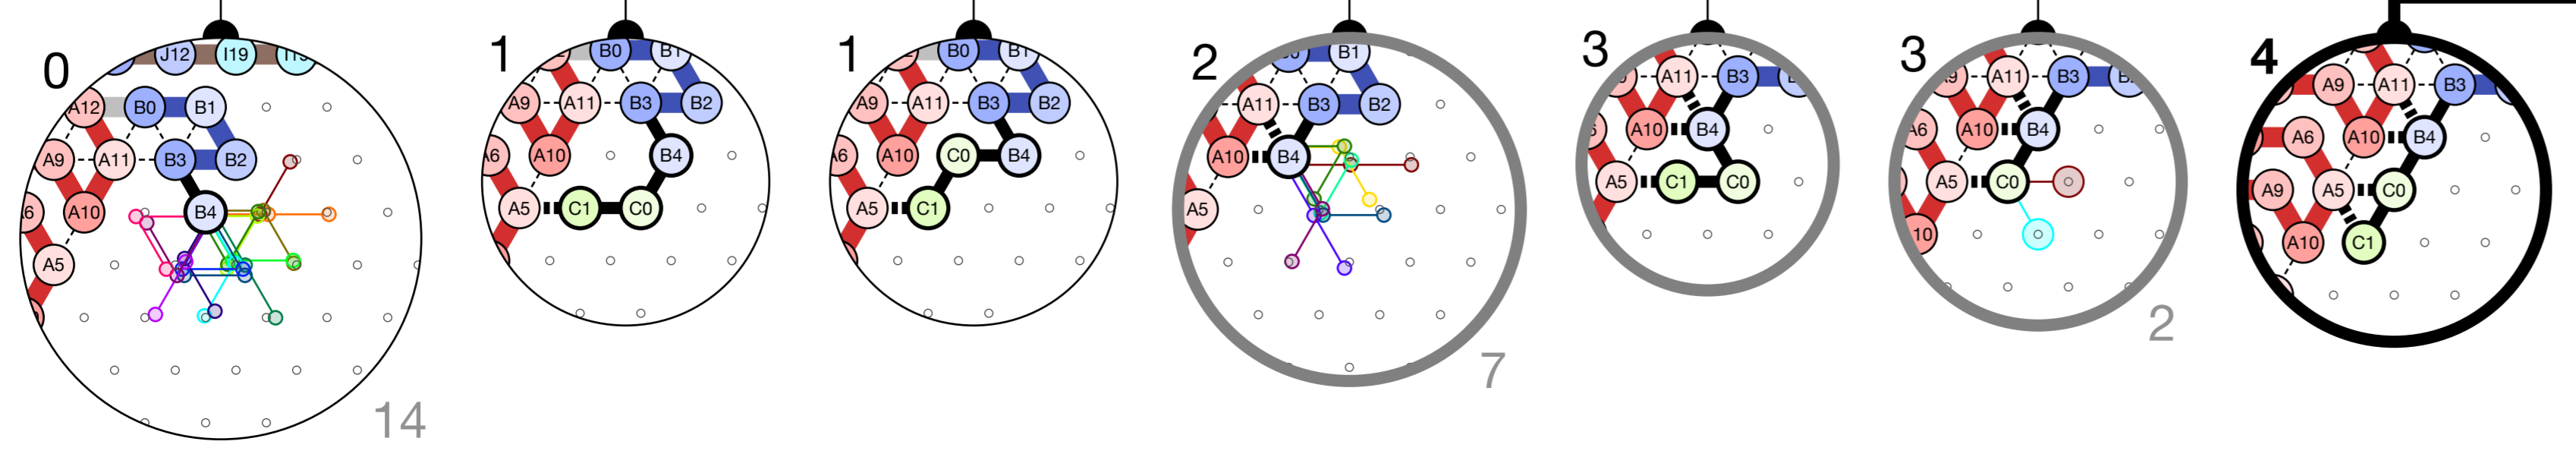 0
J12 I19
A12 B0 B1
A9 A11 B3 B2
A10 B4
A5
14
1
B0 B1
A9 A11 B3 B2
A10 B4
A5 C1 C0
1
B0 B1
A9 A11 B3 B2
A10 C0 B4
A5 C1
2
B1
A11 B3 B2
A10 B4
A5
7
3
A11 B3
A10 B4
A5 C1 C0
3
A11 B3
A6 A10 B4
A5 C0
10
2
4
A9 A11 B3
A6 A10 B4
A9 A5 C0
A10 C1